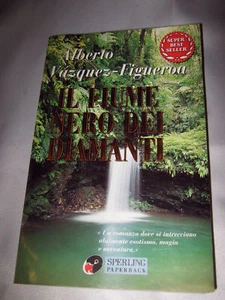 Alberto
Vázquez-Figueroa
SUPER
BEST
SELLER
IL FIUME
NERO DEI
DIAMANTI
«Un romanzo dove si intrecciano
abilmente esotismo, magia
e avventura.»
SPERLING
PAPERBACK